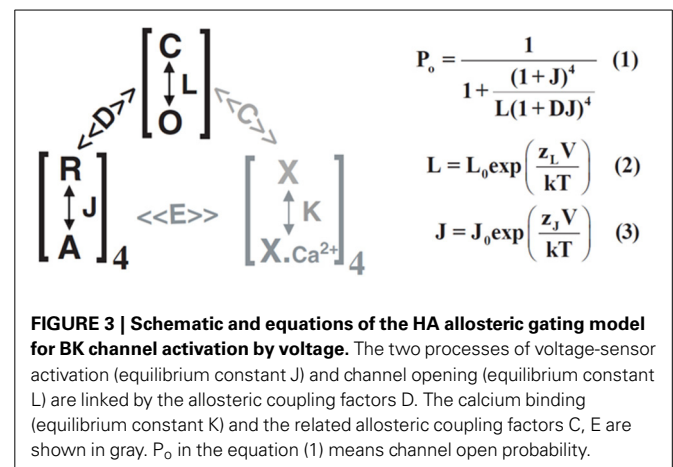 [C ↕ L O]
<<D>>
<<C>>
[R ↕ J A]4
<<E>>
[X ↕ K X.Ca²⁺]4
Pₒ = 1 / (1 + (1+J)⁴ / (L(1+DJ)⁴)) (1)
L = L₀exp(z_L V / kT) (2)
J = J₀exp(z_J V / kT) (3)
FIGURE 3 | Schematic and equations of the HA allosteric gating model
for BK channel activation by voltage. The two processes of voltage-sensor
activation (equilibrium constant J) and channel opening (equilibrium constant
L) are linked by the allosteric coupling factors D. The calcium binding
(equilibrium constant K) and the related allosteric coupling factors C, E are
shown in gray. Pₒ in the equation (1) means channel open probability.